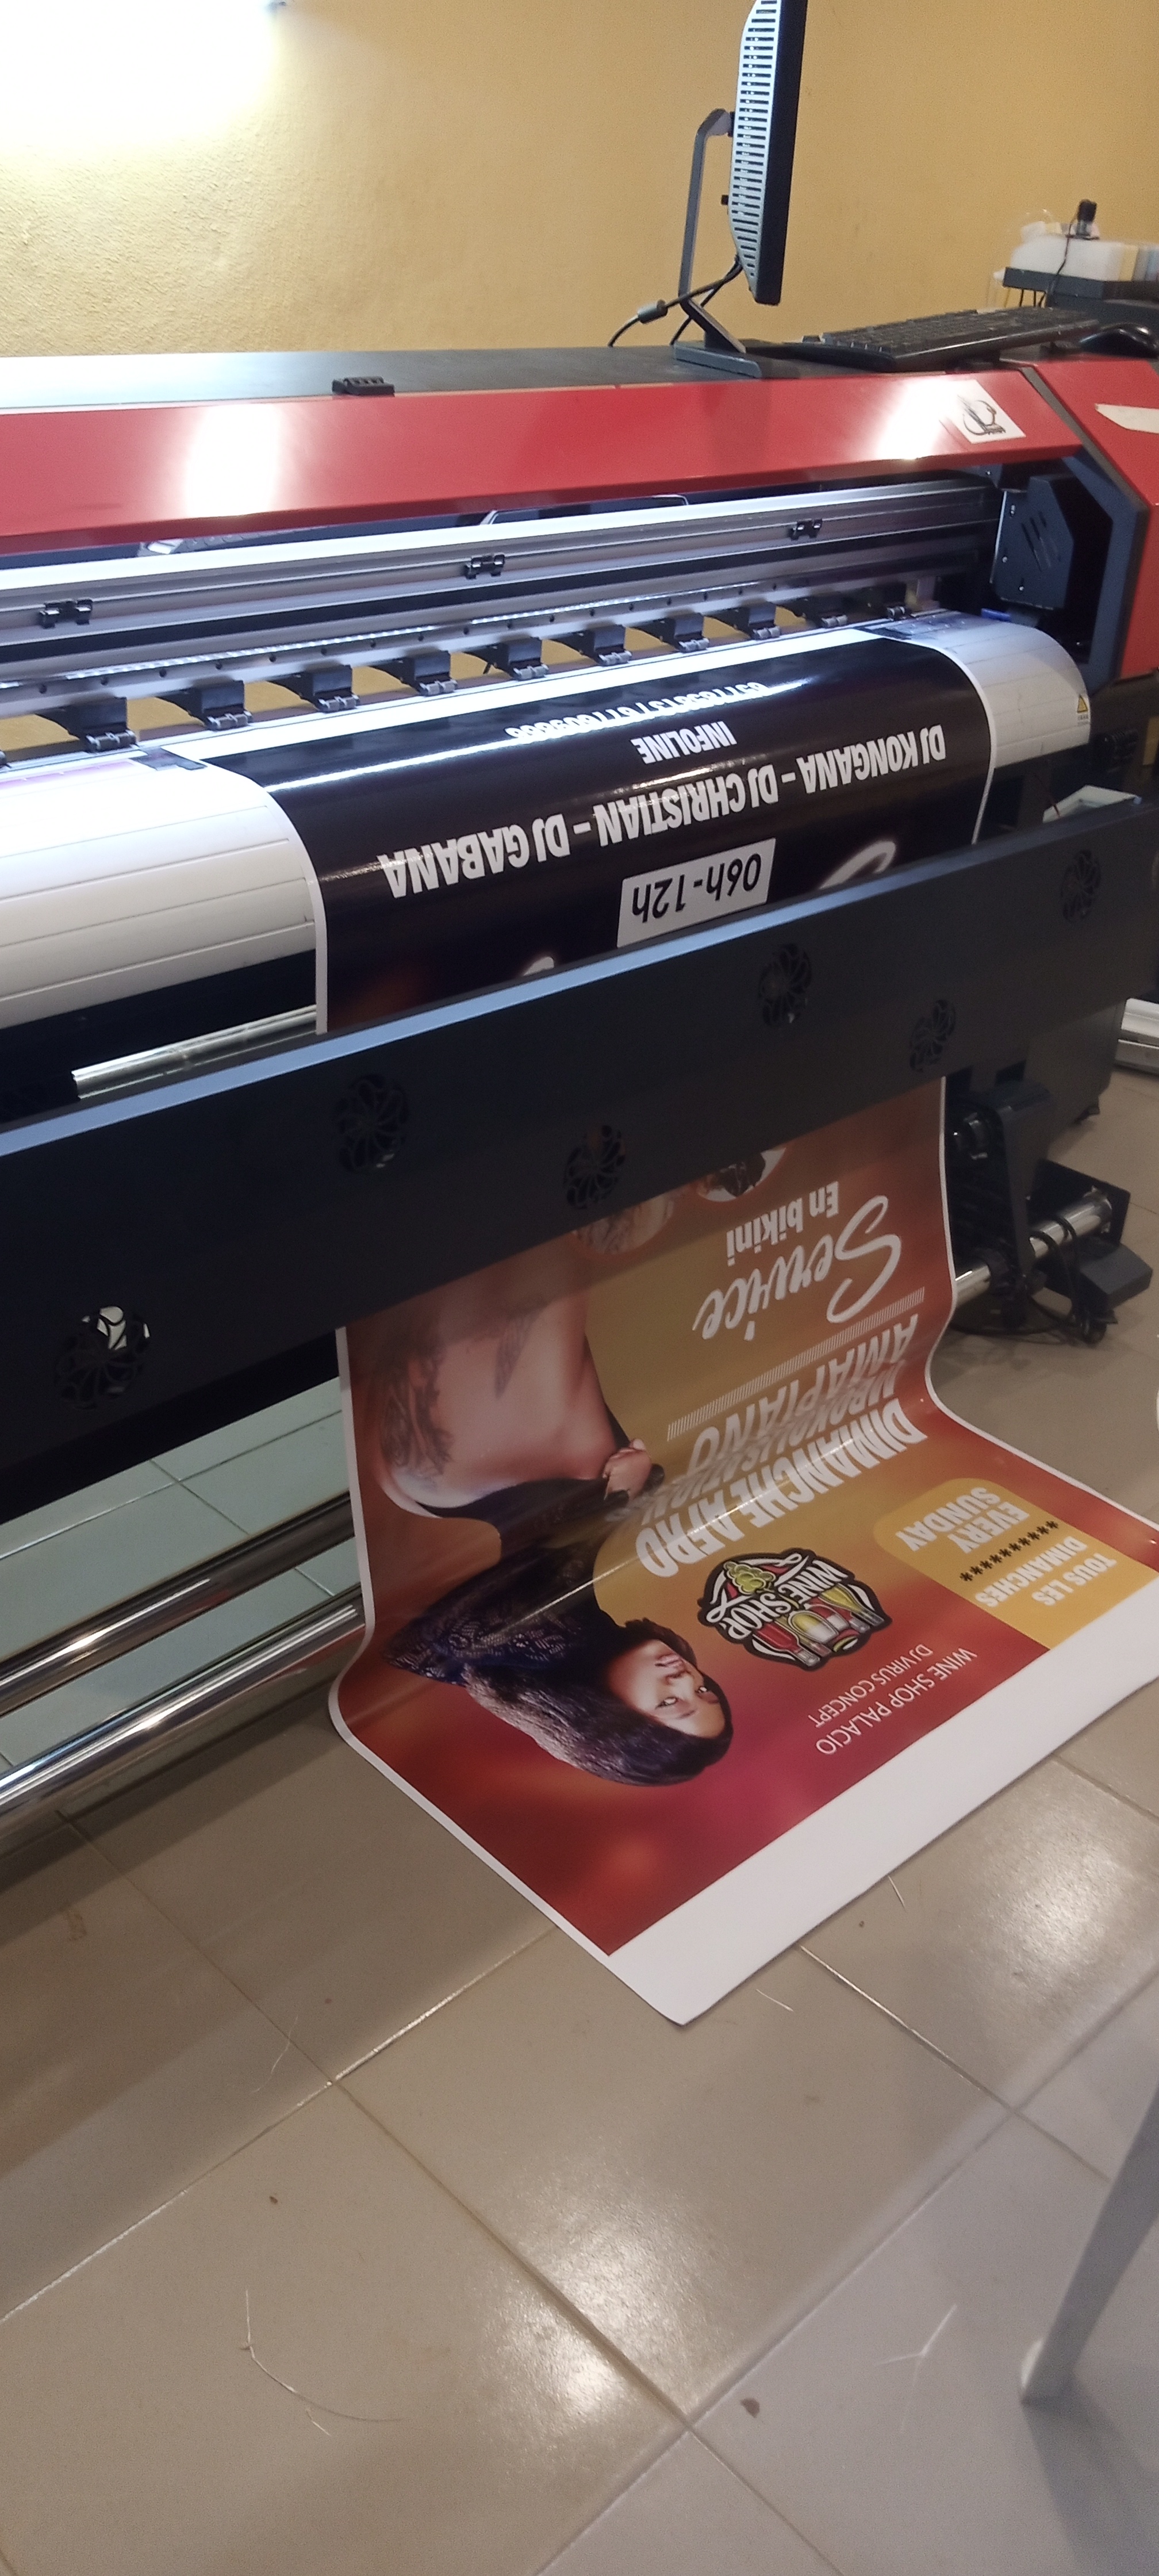 WINE SHOP PALACIO
DJ VIRUS CONCEPT
TOUS LES
DIMANCHES
**********
EVERY
SUNDAY
WINE SHOP
DIMANCHE AFRO
AMAPIANO
Service
En bikini
06h-12h
DJ KONGANA – DJ CHRISTIAN – DJ GABANA
INFOLINE